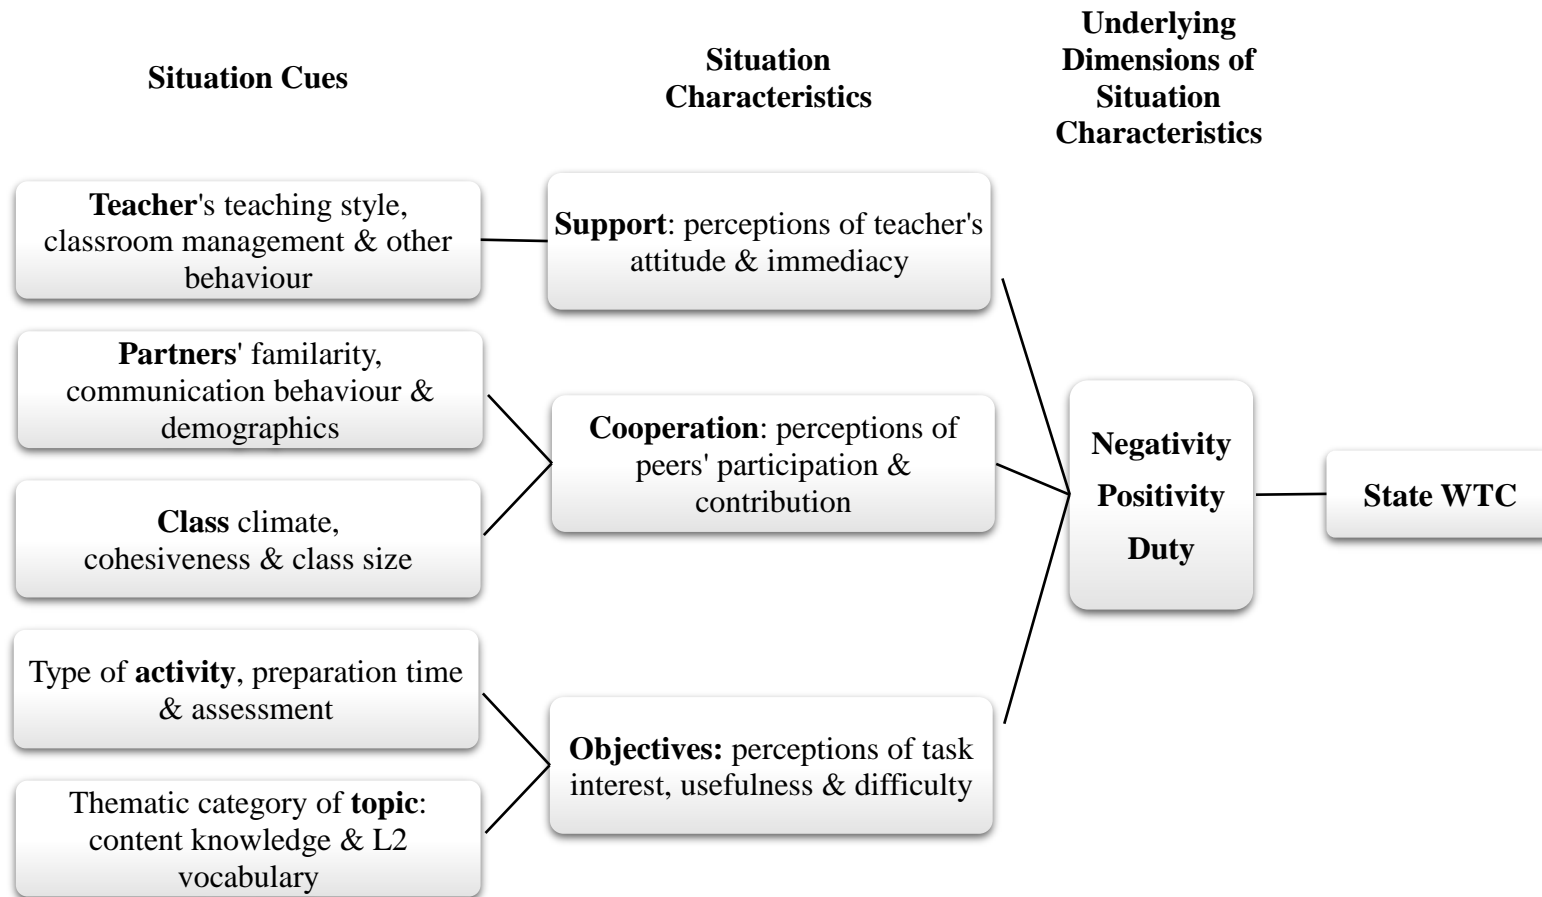 Situation Cues
Situation
Characteristics
Underlying
Dimensions of
Situation
Characteristics
Teacher's teaching style,
classroom management & other
behaviour
Support: perceptions of teacher's
attitude & immediacy
Partners' familarity,
communication behaviour &
demographics
Class climate,
cohesiveness & class size
Cooperation: perceptions of
peers' participation &
contribution
Type of activity, preparation time
& assessment
Thematic category of topic:
content knowledge & L2
vocabulary
Objectives: perceptions of task
interest, usefulness & difficulty
Negativity
Positivity
Duty
State WTC